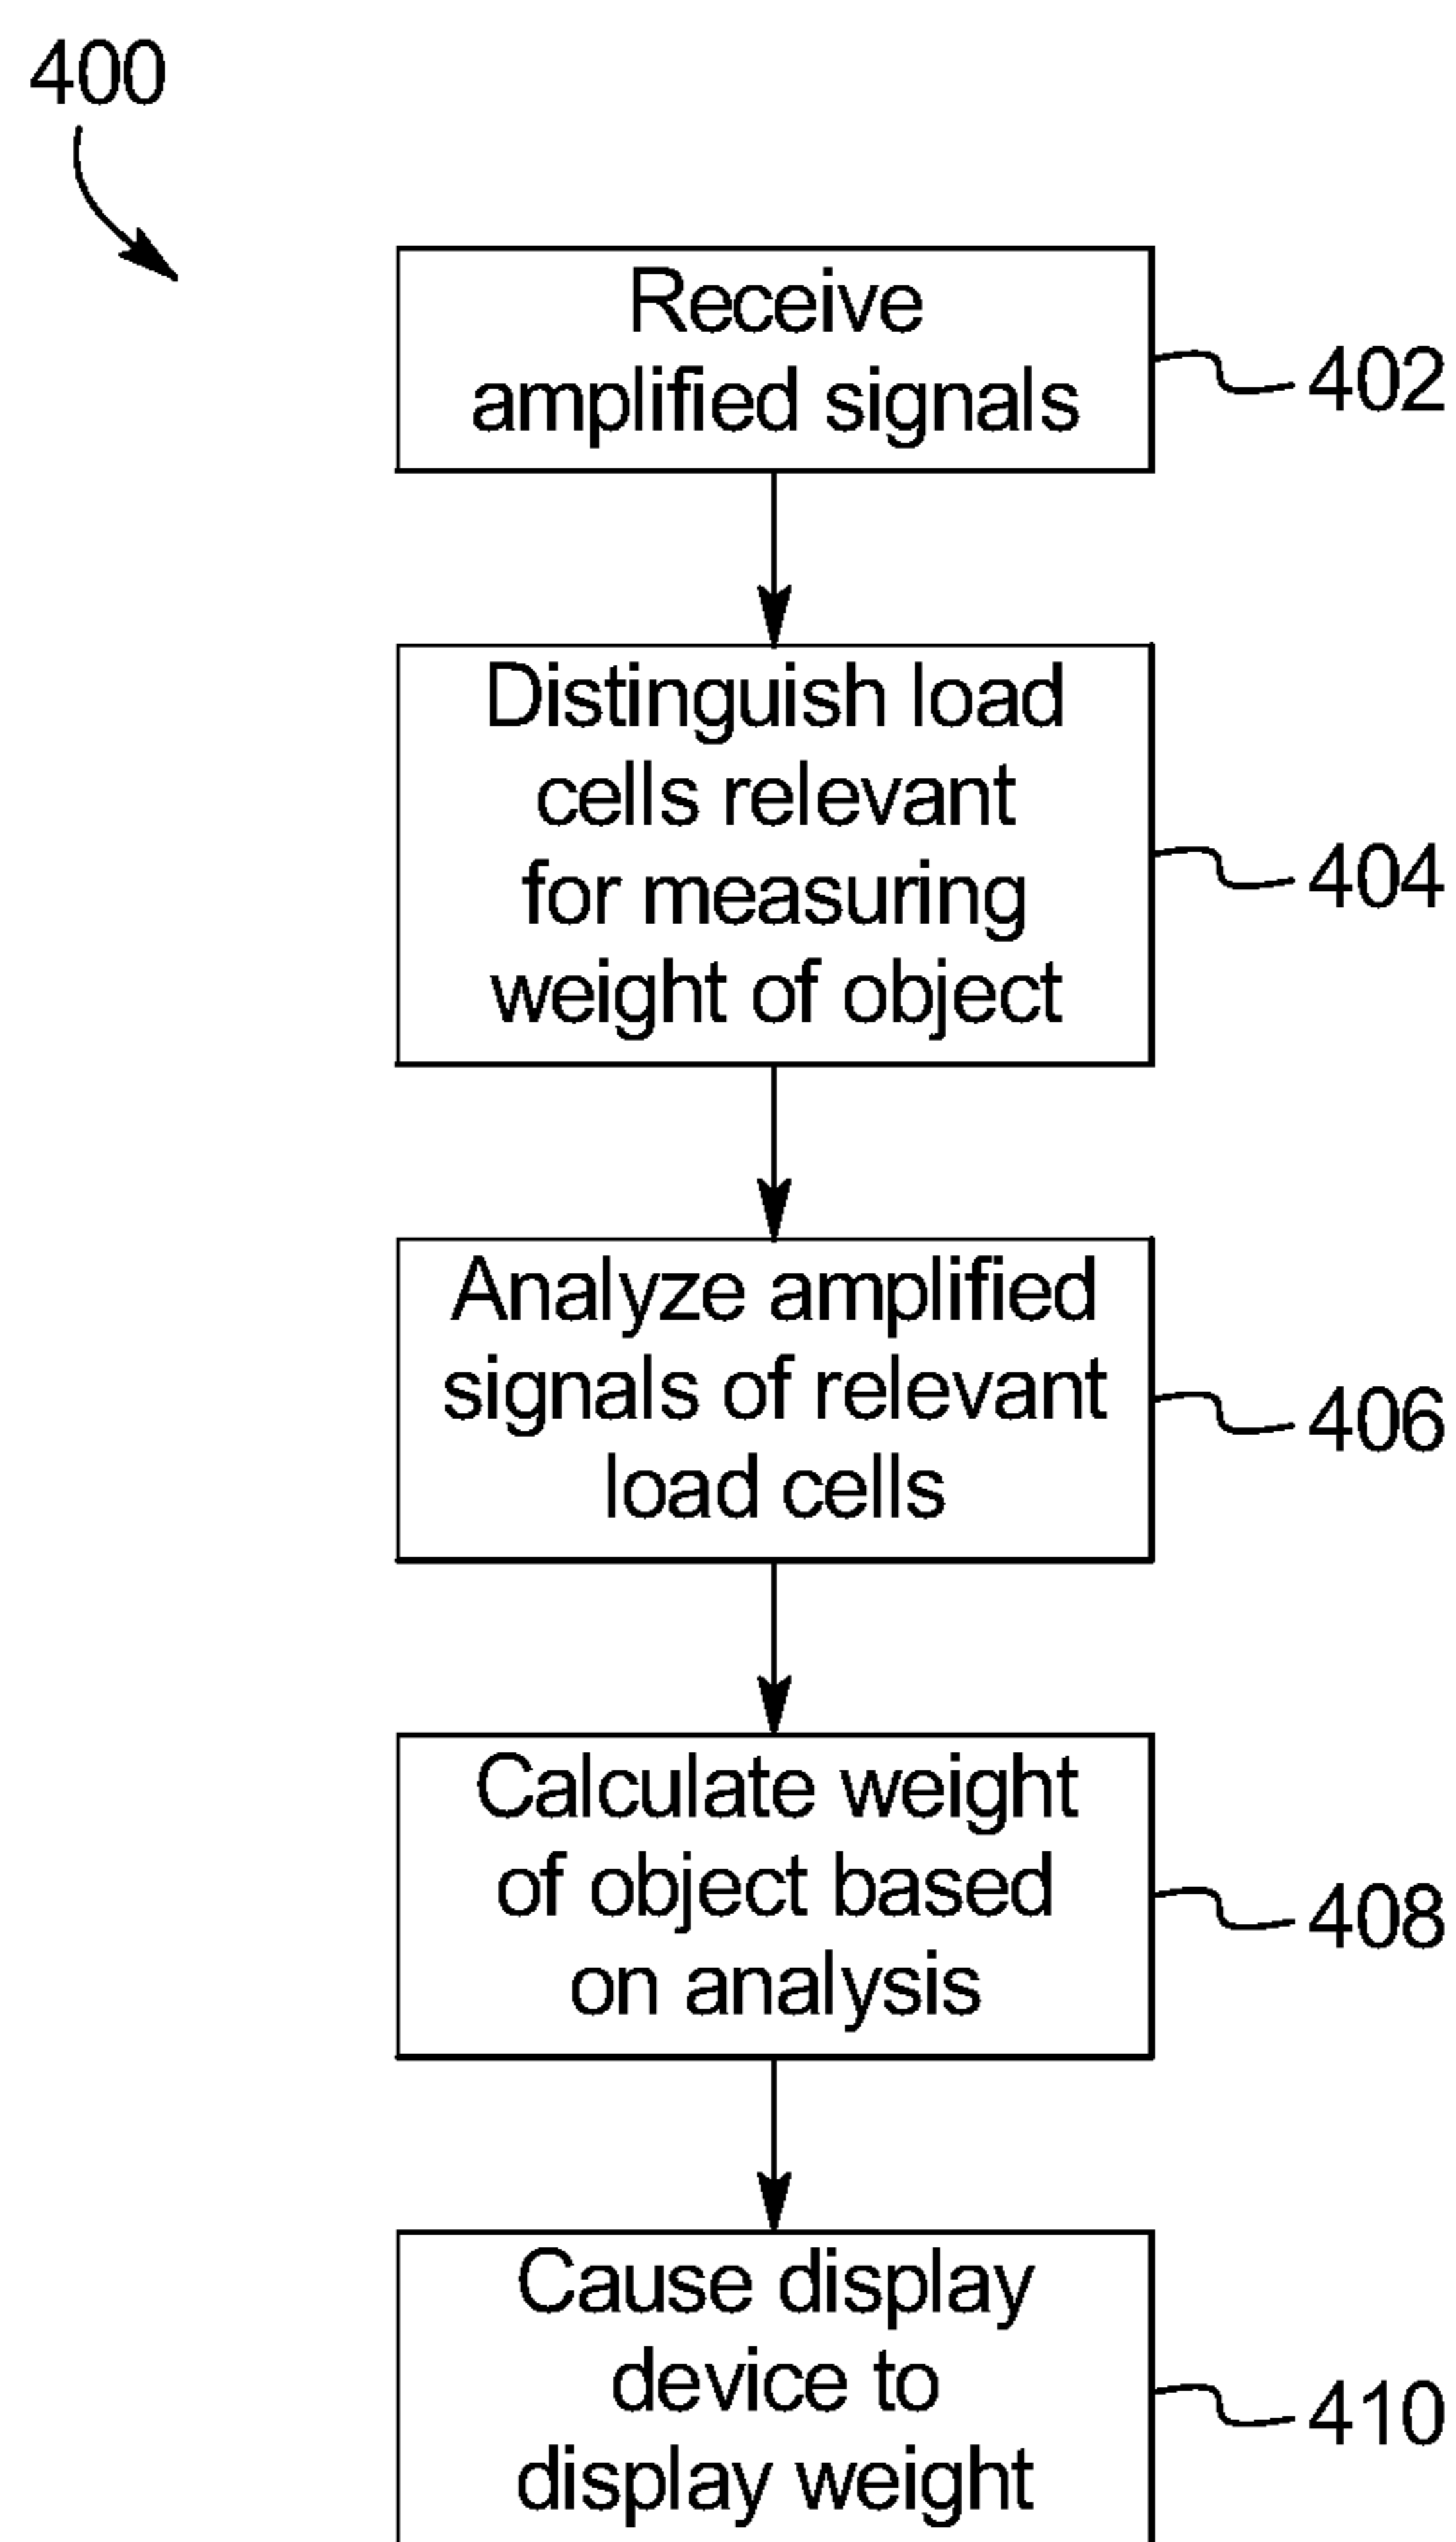 400
Receive
amplified signals
402
Distinguish load
cells relevant
for measuring
weight of object
404
Analyze amplified
signals of relevant
load cells
406
Calculate weight
of object based
on analysis
408
Cause display
device to
display weight
410